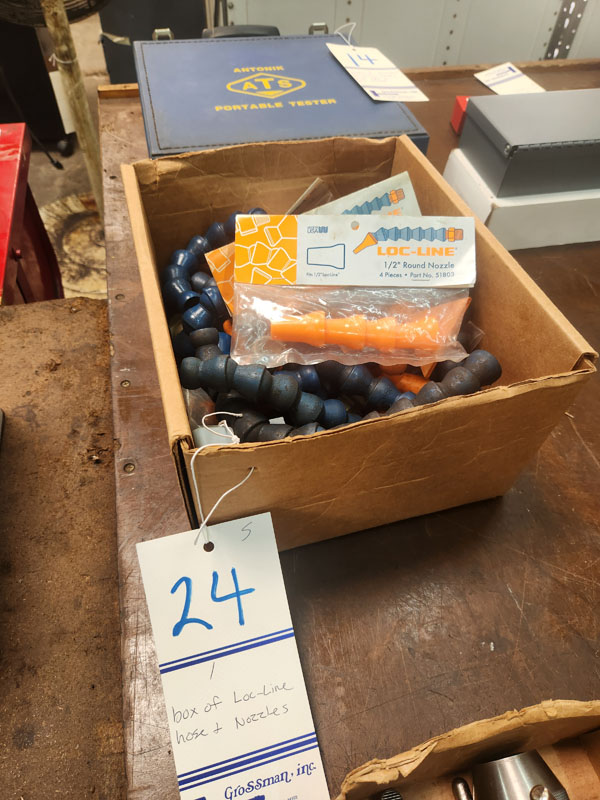 14
ANTONIK
ATS
PORTABLE TESTER
LOC-LINE
1/2" Round Nozzle
4 Pieces • Part No. 51803
S
24
1
box of Loc-Line
hose & Nozzles
Grossman, inc.